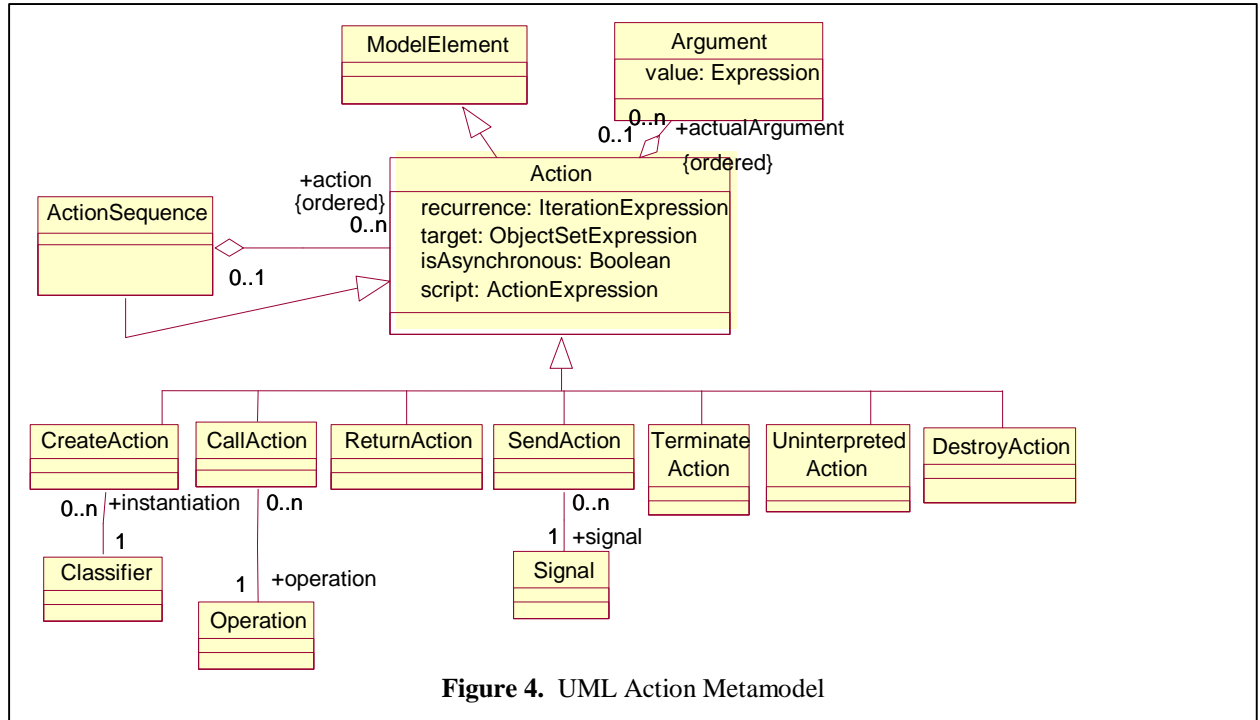 ModelElement
Argument
value: Expression
0..n
0..1
+actualArgument
{ordered}
+action
{ordered}
0..n
ActionSequence
0..1
Action
recurrence: IterationExpression
target: ObjectSetExpression
isAsynchronous: Boolean
script: ActionExpression
CreateAction
CallAction
ReturnAction
SendAction
Terminate
Action
Uninterpreted
Action
DestroyAction
0..n
+instantiation
1
Classifier
0..n
1
+operation
Operation
0..n
1
+signal
Signal
Figure 4. UML Action Metamodel